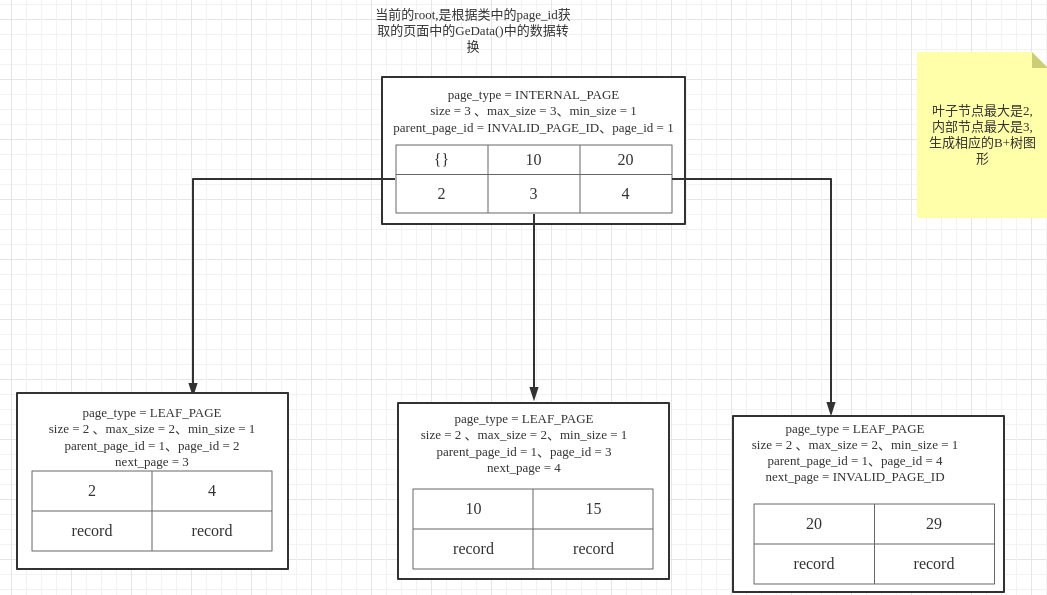 当前的root,是根据类中的page_id获
取的页面中的GeData()中的数据转
换
page_type = INTERNAL_PAGE
size = 3 、max_size = 3、min_size = 1
parent_page_id = INVALID_PAGE_ID、page_id = 1
{} 10 20
2 3 4
叶子节点最大是2,
内部节点最大是3,
生成相应的B+树图
形
page_type = LEAF_PAGE
size = 2 、max_size = 2、min_size = 1
parent_page_id = 1、page_id = 2
next_page = 3
2 4
record record
page_type = LEAF_PAGE
size = 2 、max_size = 2、min_size = 1
parent_page_id = 1、page_id = 3
next_page = 4
10 15
record record
page_type = LEAF_PAGE
size = 2 、max_size = 2、min_size = 1
parent_page_id = 1、page_id = 4
next_page = INVALID_PAGE_ID
20 29
record record